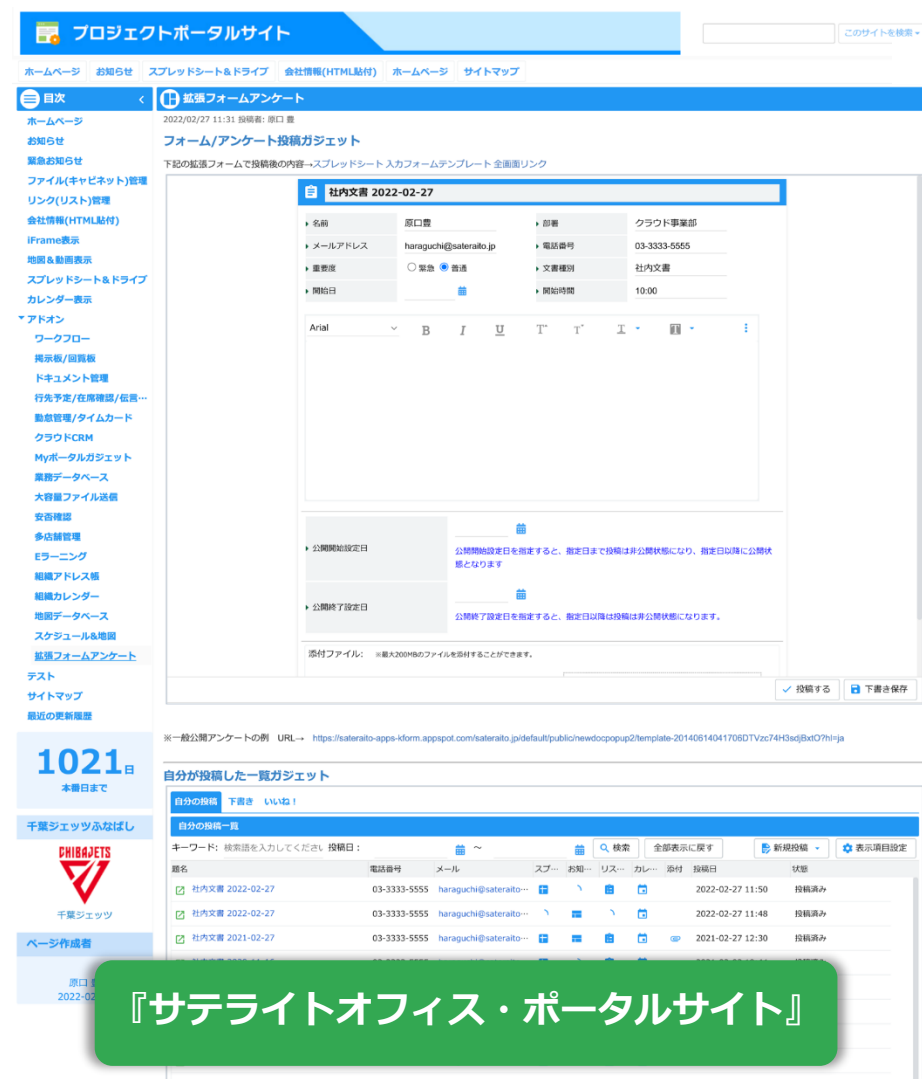 プロジェクトポータルサイト
このサイトを検索
ホームページ お知らせ スプレッドシート＆ドライブ 会社情報(HTML貼付) ホームページ サイトマップ
目次
ホームページ
お知らせ
緊急お知らせ
ファイル(キャビネット)管理
リンク(リスト)管理
会社情報(HTML貼付)
iFrame表示
地図＆動画表示
スプレッドシート＆ドライブ
カレンダー表示
アドオン
ワークフロー
掲示板/回覧板
ドキュメント管理
行先予定/在席確認/伝言…
勤怠管理/タイムカード
クラウドCRM
Myポータルガジェット
業務データベース
大容量ファイル送信
安否確認
多店舗管理
Eラーニング
組織アドレス帳
組織カレンダー
地図データベース
スケジュール&地図
拡張フォームアンケート
テスト
サイトマップ
最近の更新履歴
1021日
本番日まで
千葉ジェッツふなばし
CHIBAJETS
千葉ジェッツ
ページ作成者
拡張フォームアンケート
2022/02/27 11:31 投稿者: 原口 豊
フォーム/アンケート投稿ガジェット
下記の拡張フォームで投稿後の内容→スプレッドシート 入力フォームテンプレート 全画面リンク
社内文書 2022-02-27
名前 原口豊 部署 クラウド事業部
メールアドレス haraguchi@sateraito.jp 電話番号 03-3333-5555
重要度 緊急 普通 文書種別 社内文書
開始日 開始時間 10:00
Arial B I U T T I T
公開開始設定日
公開開始設定日を指定すると、指定日まで投稿は非公開状態になり、指定日以降に公開状
態となります
公開終了設定日
公開終了設定日を指定すると、指定日以降は投稿は非公開状態になります。
添付ファイル: ※最大200MBのファイルを添付することができます。
投稿する 下書き保存
※一般公開アンケートの例 URL→ https://sateraito-apps-kform.appspot.com/sateraito.jp/default/public/newdocpopup2/template-20140614041706DTVzc74H3sdjBxtO?hl=ja
自分が投稿した一覧ガジェット
自分の投稿 下書き いいね！
自分の投稿一覧
キーワード: 検索語を入力してください 投稿日： ～ 検索 全部表示に戻す 新規投稿 表示項目設定
題名 電話番号 メール スプ… お知… リス… カレ… 添付 投稿日 状態
社内文書 2022-02-27 03-3333-5555 haraguchi@sateraito… 2022-02-27 11:50 投稿済み
社内文書 2022-02-27 03-3333-5555 haraguchi@sateraito… 2022-02-27 11:48 投稿済み
社内文書 2021-02-27 03-3333-5555 haraguchi@sateraito… 2021-02-27 12:30 投稿済み
『サテライトオフィス・ポータルサイト』